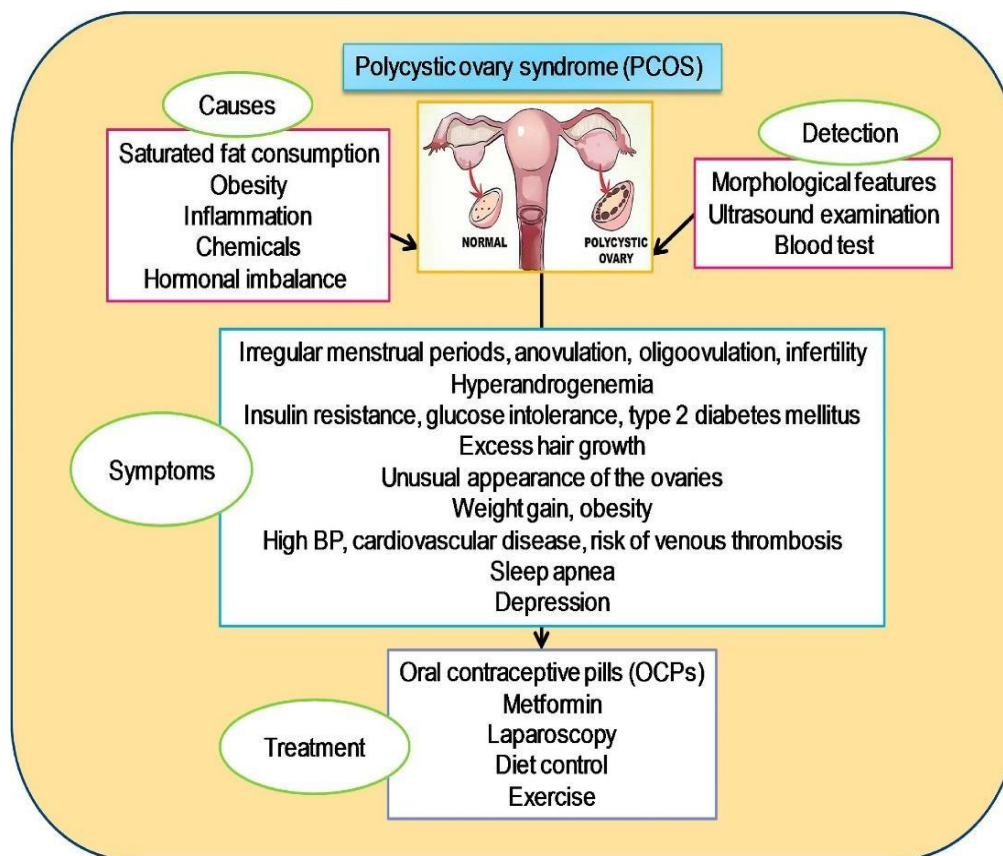 Polycystic ovary syndrome (PCOS)
Causes
Saturated fat consumption
Obesity
Inflammation
Chemicals
Hormonal imbalance
NORMAL
POLYCYSTIC
OVARY
Detection
Morphological features
Ultrasound examination
Blood test
Symptoms
Irregular menstrual periods, anovulation, oligoovulation, infertility
Hyperandrogenemia
Insulin resistance, glucose intolerance, type 2 diabetes mellitus
Excess hair growth
Unusual appearance of the ovaries
Weight gain, obesity
High BP, cardiovascular disease, risk of venous thrombosis
Sleep apnea
Depression
Treatment
Oral contraceptive pills (OCPs)
Metformin
Laparoscopy
Diet control
Exercise